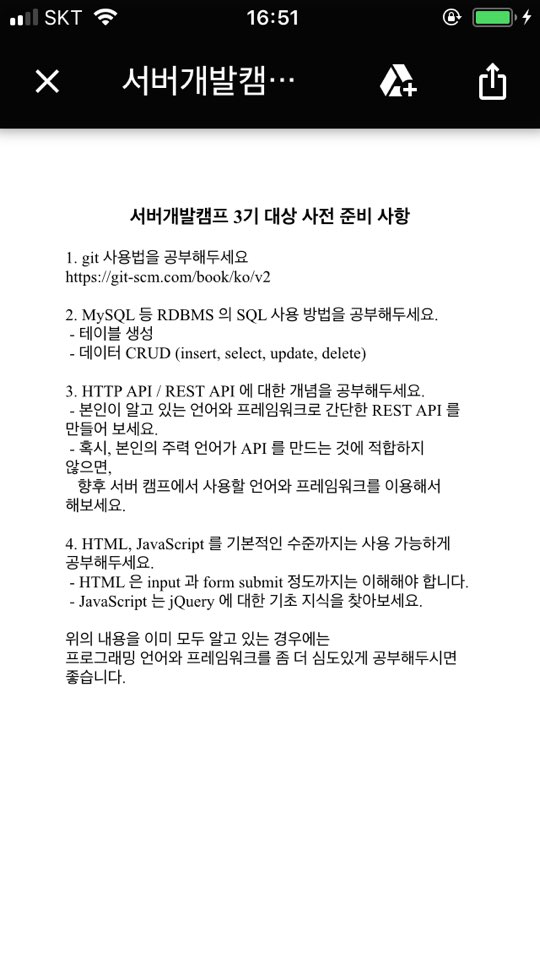 SKT 16:51
서버개발캠…
서버개발캠프 3기 대상 사전 준비 사항
1. git 사용법을 공부해두세요
https://git-scm.com/book/ko/v2
2. MySQL 등 RDBMS 의 SQL 사용 방법을 공부해두세요.
- 테이블 생성
- 데이터 CRUD (insert, select, update, delete)
3. HTTP API / REST API 에 대한 개념을 공부해두세요.
- 본인이 알고 있는 언어와 프레임워크로 간단한 REST API 를
만들어 보세요.
- 혹시, 본인의 주력 언어가 API 를 만드는 것에 적합하지
않으면,
향후 서버 캠프에서 사용할 언어와 프레임워크를 이용해서
해보세요.
4. HTML, JavaScript 를 기본적인 수준까지는 사용 가능하게
공부해두세요.
- HTML 은 input 과 form submit 정도까지는 이해해야 합니다.
- JavaScript 는 jQuery 에 대한 기초 지식을 찾아보세요.
위의 내용을 이미 모두 알고 있는 경우에는
프로그래밍 언어와 프레임워크를 좀 더 심도있게 공부해두시면
좋습니다.